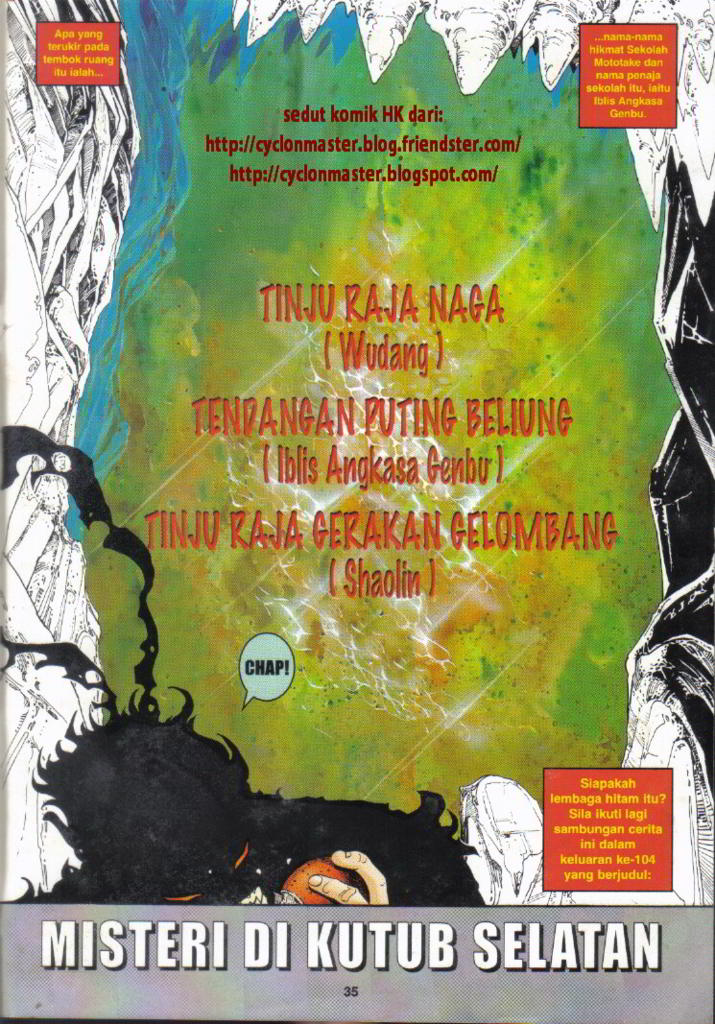 Apa yang
terukir pada
tembok ruang
itu ialah...
...nama-nama
hikmat Sekolah
Mototake dan
nama penaja
sekolah itu, iaitu
Iblis Angkasa
Genbu.
sedut komik HK dari:
http://cyclonmaster.blog.friendster.com/
http://cyclonmaster.blogspot.com/
TINJU RAJA NAGA
( Wudang )
TENDANGAN PUTING BELIUNG
( Iblis Angkasa Genbu )
TINJU RAJA GERAKAN GELOMBANG
( Shaolin )
CHAP!
Siapakah
lembaga hitam itu?
Sila ikuti lagi
sambungan cerita
ini dalam
keluaran ke-104
yang berjudul:
MISTERI DI KUTUB SELATAN
35